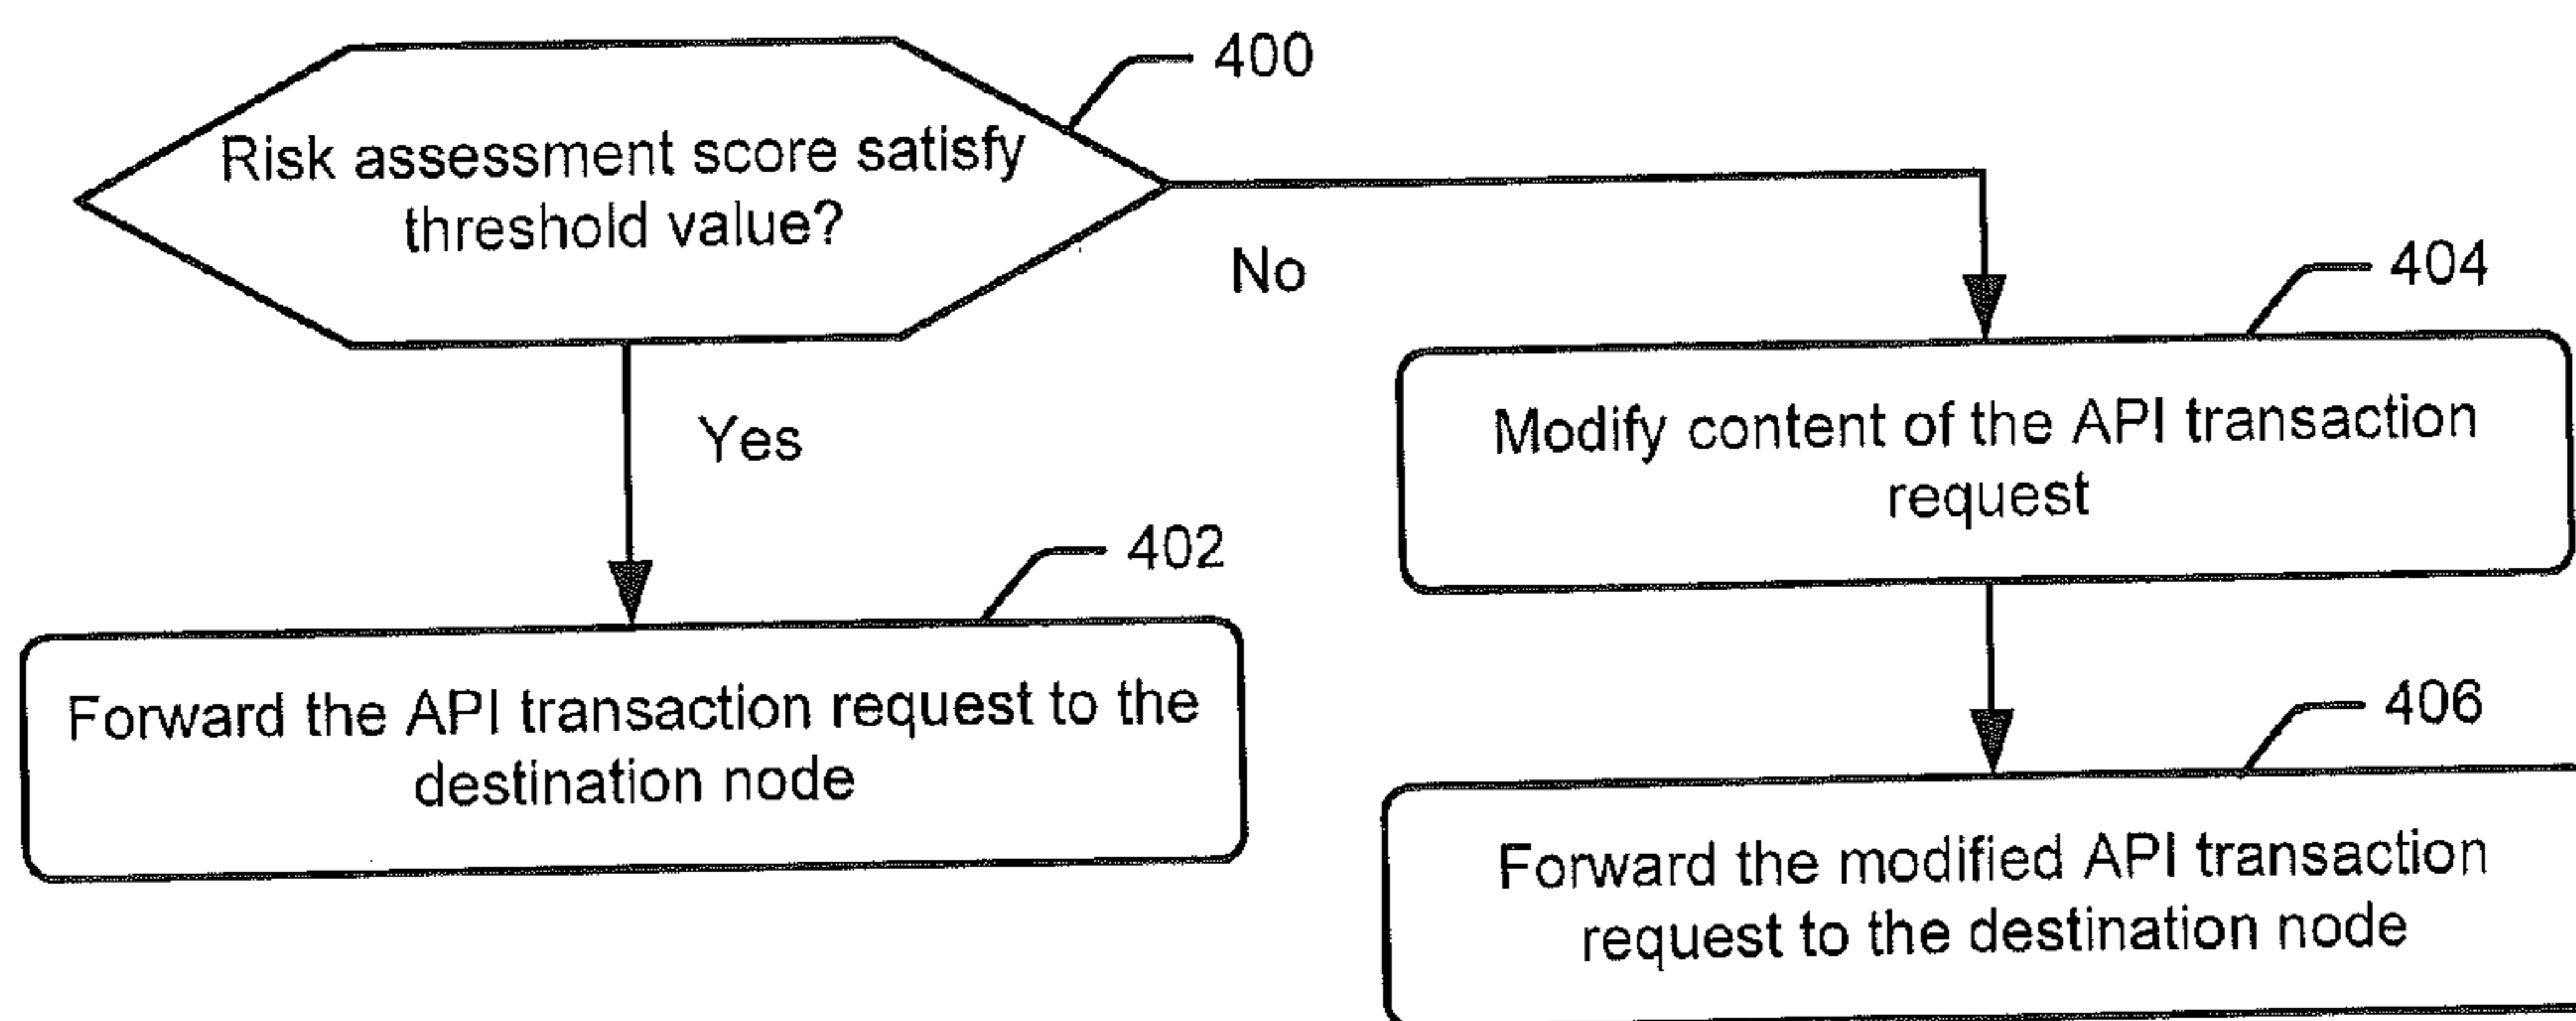 400
Risk assessment score satisfy
threshold value?
No
Yes
404
Modify content of the API transaction
request
402
Forward the API transaction request to the
destination node
406
Forward the modified API transaction
request to the destination node